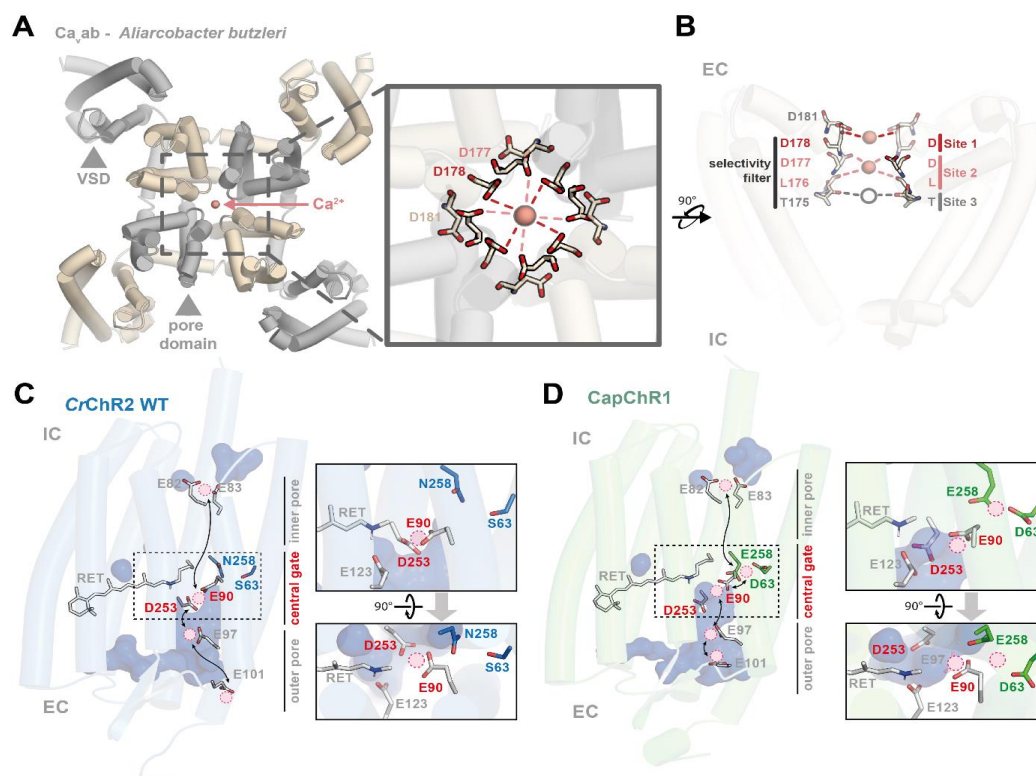 A
Caᵥab - Aliarcobacter butzleri
VSD
Ca²⁺
pore
domain
D177
D178
D181
B
EC
D181
D178
D177
L176
T175
selectivity
filter
D
D
L
T
Site 1
Site 2
Site 3
90°
IC
C
CrChR2 WT
IC
E82
E83
RET
N258
S63
E90
D253
E97
E101
EC
inner pore
central gate
outer pore
N258
S63
RET
E90
D253
E123
90°
D253
N258
S63
RET
E90
E123
D
CapChR1
IC
E82
E83
RET
E258
D63
E90
D253
E97
E101
EC
inner pore
central gate
outer pore
E258
RET
E90
D63
D253
E123
90°
D253
E258
E97
RET
E90
D63
E123